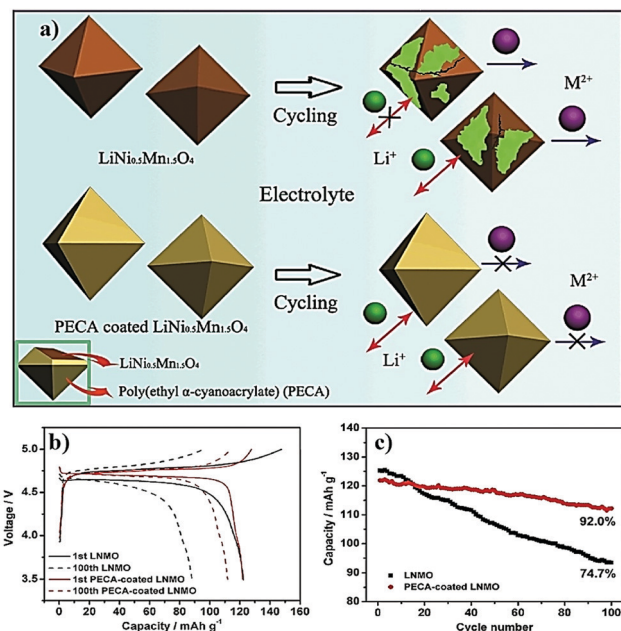 a)
M²⁺
Cycling
LiNi₀.₅Mn₁.₅O₄
Li⁺
Electrolyte
M²⁺
Cycling
PECA coated LiNi₀.₅Mn₁.₅O₄
Li⁺
LiNi₀.₅Mn₁.₅O₄
Poly(ethyl α-cyanoacrylate) (PECA)
b)
Voltage / V
5.0
4.5
4.0
3.5
1st LNMO
100th LNMO
1st PECA-coated LNMO
100th PECA-coated LNMO
0 20 40 60 80 100 120 140 160
Capacity / mAh g⁻¹
c)
Capacity / mAh g⁻¹
140
130
120
110
100
90
80
92.0%
74.7%
LNMO
PECA-coated LNMO
0 20 40 60 80 100
Cycle number